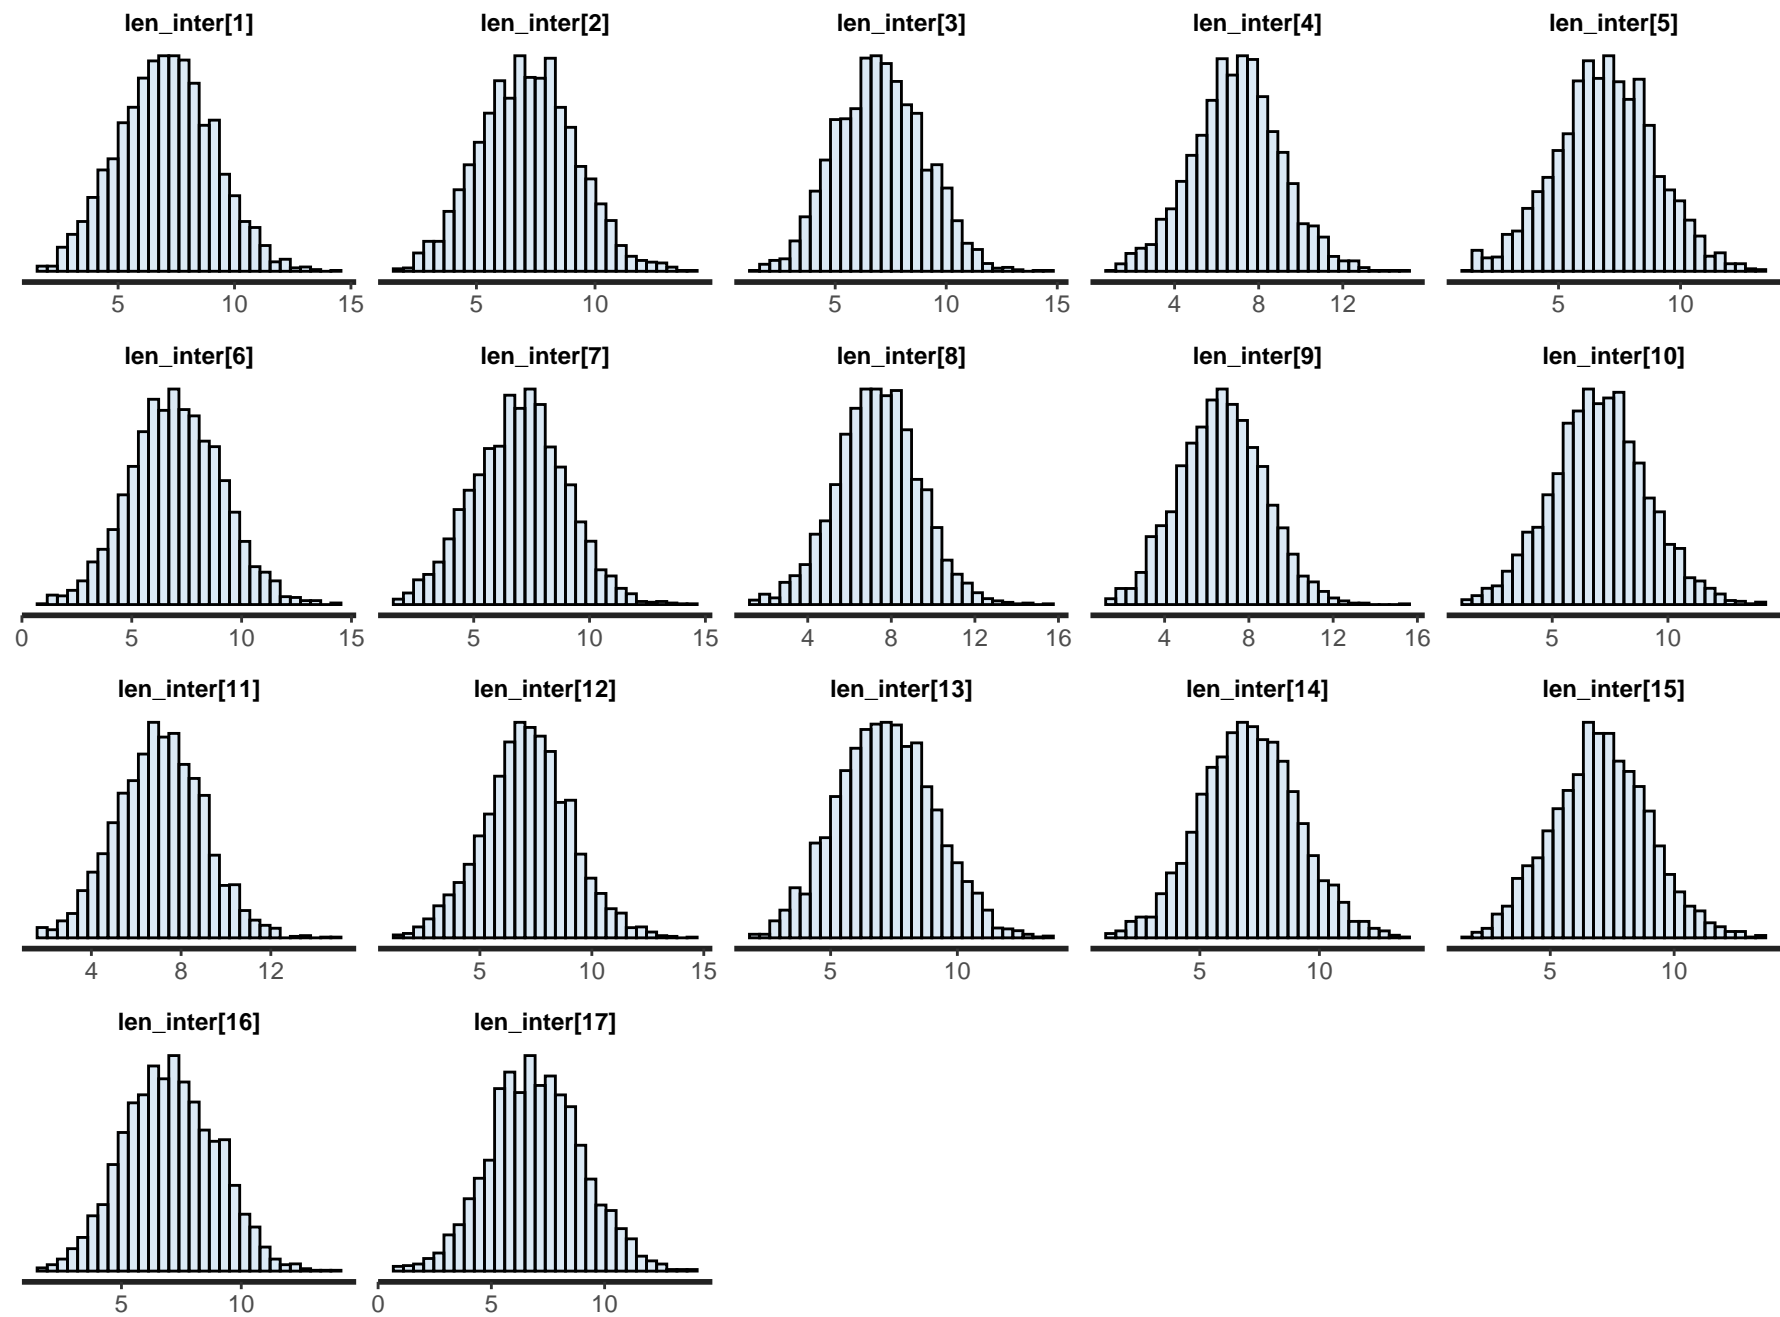 len_inter[1] len_inter[2] len_inter[3] len_inter[4] len_inter[5]
5 10 15 5 10 5 10 15 4 8 12 5 10
len_inter[6] len_inter[7] len_inter[8] len_inter[9] len_inter[10]
0 5 10 15 5 10 15 4 8 12 16 4 8 12 16 5 10
len_inter[11] len_inter[12] len_inter[13] len_inter[14] len_inter[15]
4 8 12 5 10 15 5 10 5 10 5 10
len_inter[16] len_inter[17]
5 10 0 5 10